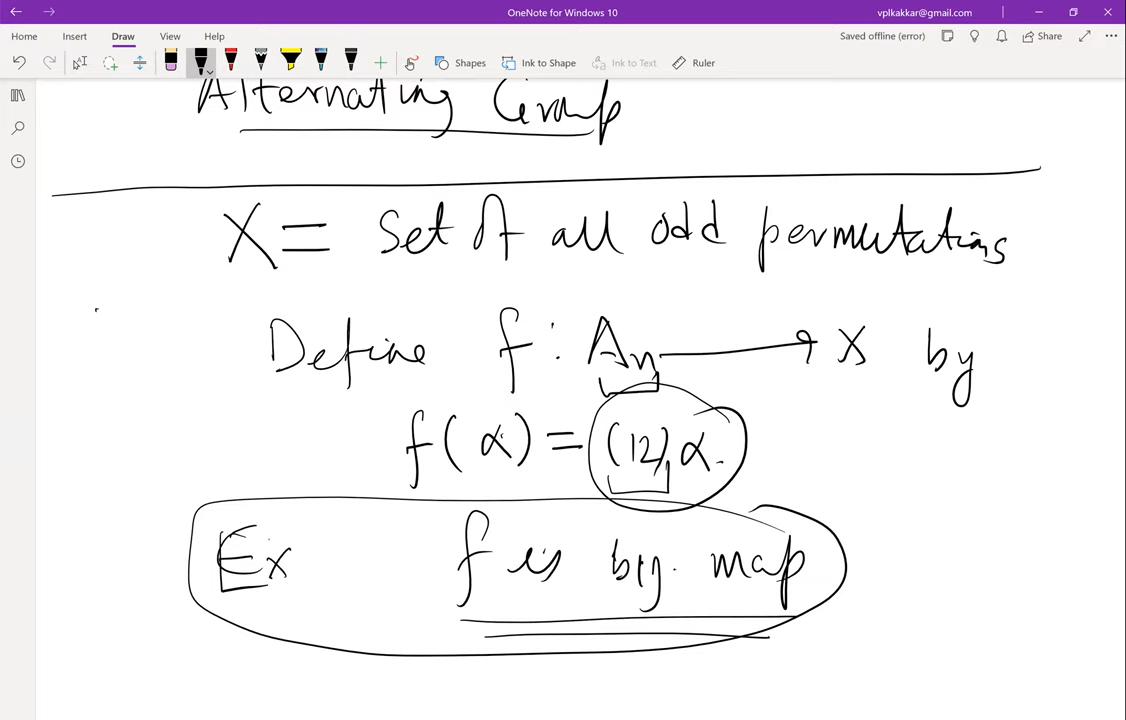 OneNote for Windows 10
vplkakkar@gmail.com
Home Insert Draw View Help
Saved offline (error) Share
Shapes Ink to Shape Ink to Text Ruler
Alternating Group
X = Set of all odd permutations
Define f : An → X by
f(α) = (12) α.
Ex f is bij. map